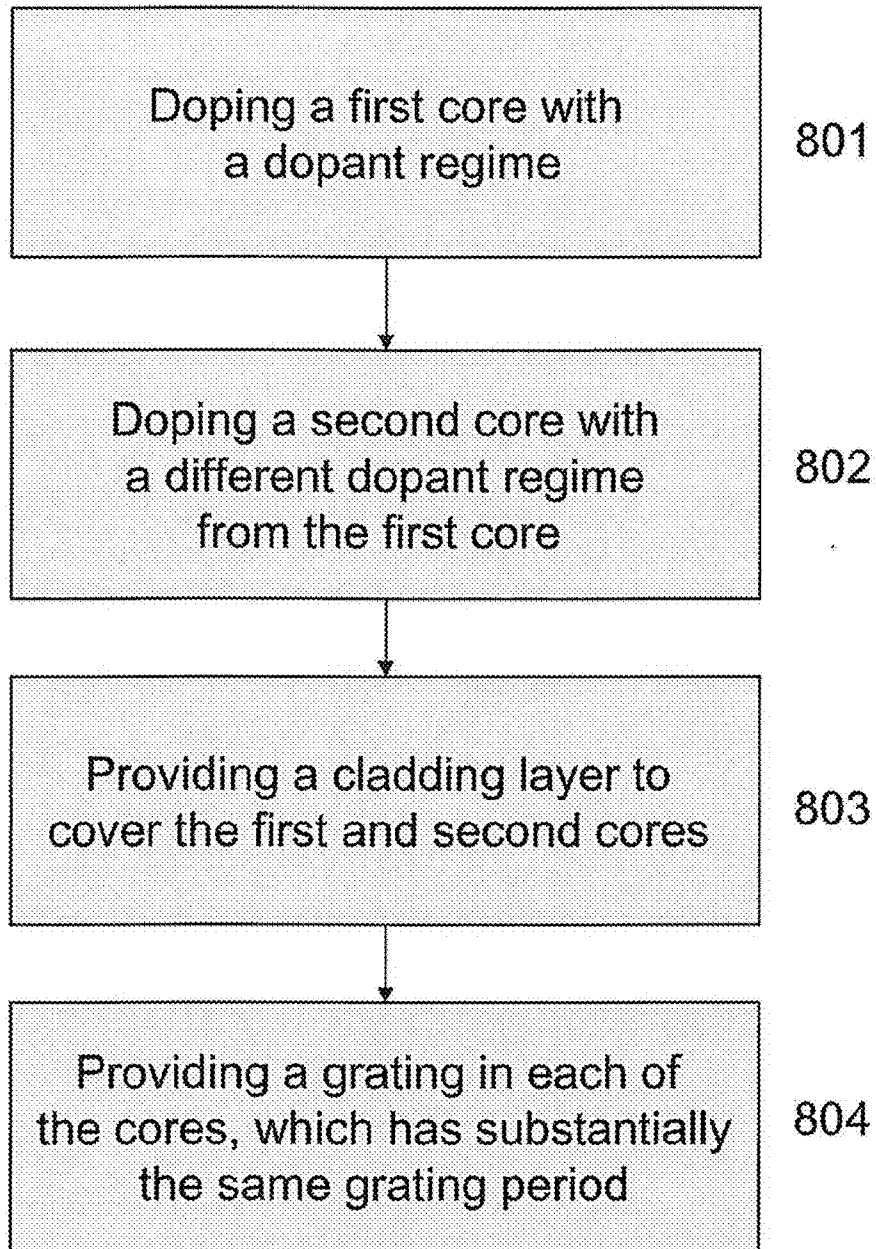 Doping a first core with
a dopant regime
801
Doping a second core with
a different dopant regime
from the first core
802
Providing a cladding layer to
cover the first and second cores
803
Providing a grating in each of
the cores, which has substantially
the same grating period
804